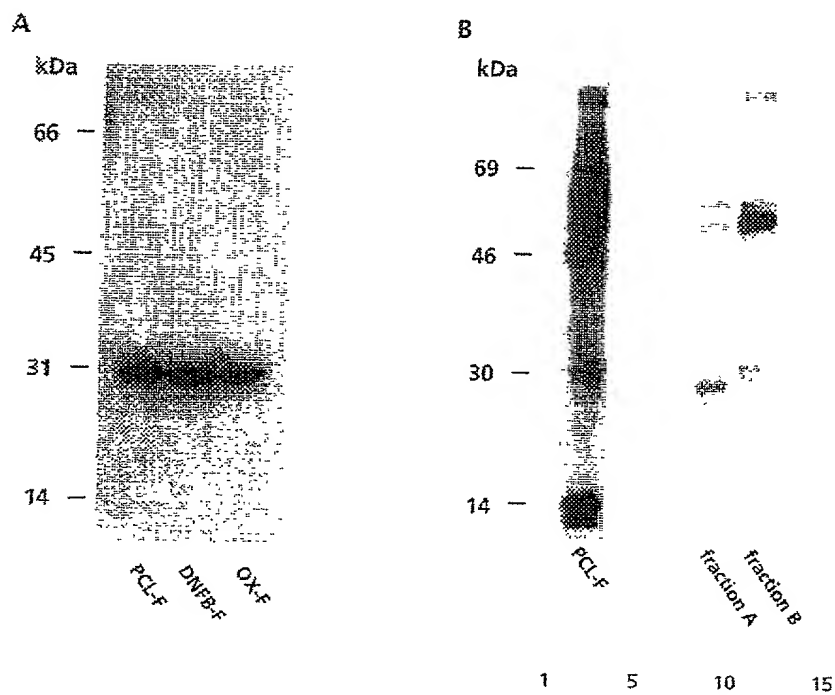 A
kDa
66
45
31
14
PCL-F
DNFB-F
OX-F
B
kDa
69
46
30
14
PCL-F
fraction A
fraction B
1 5 10 15